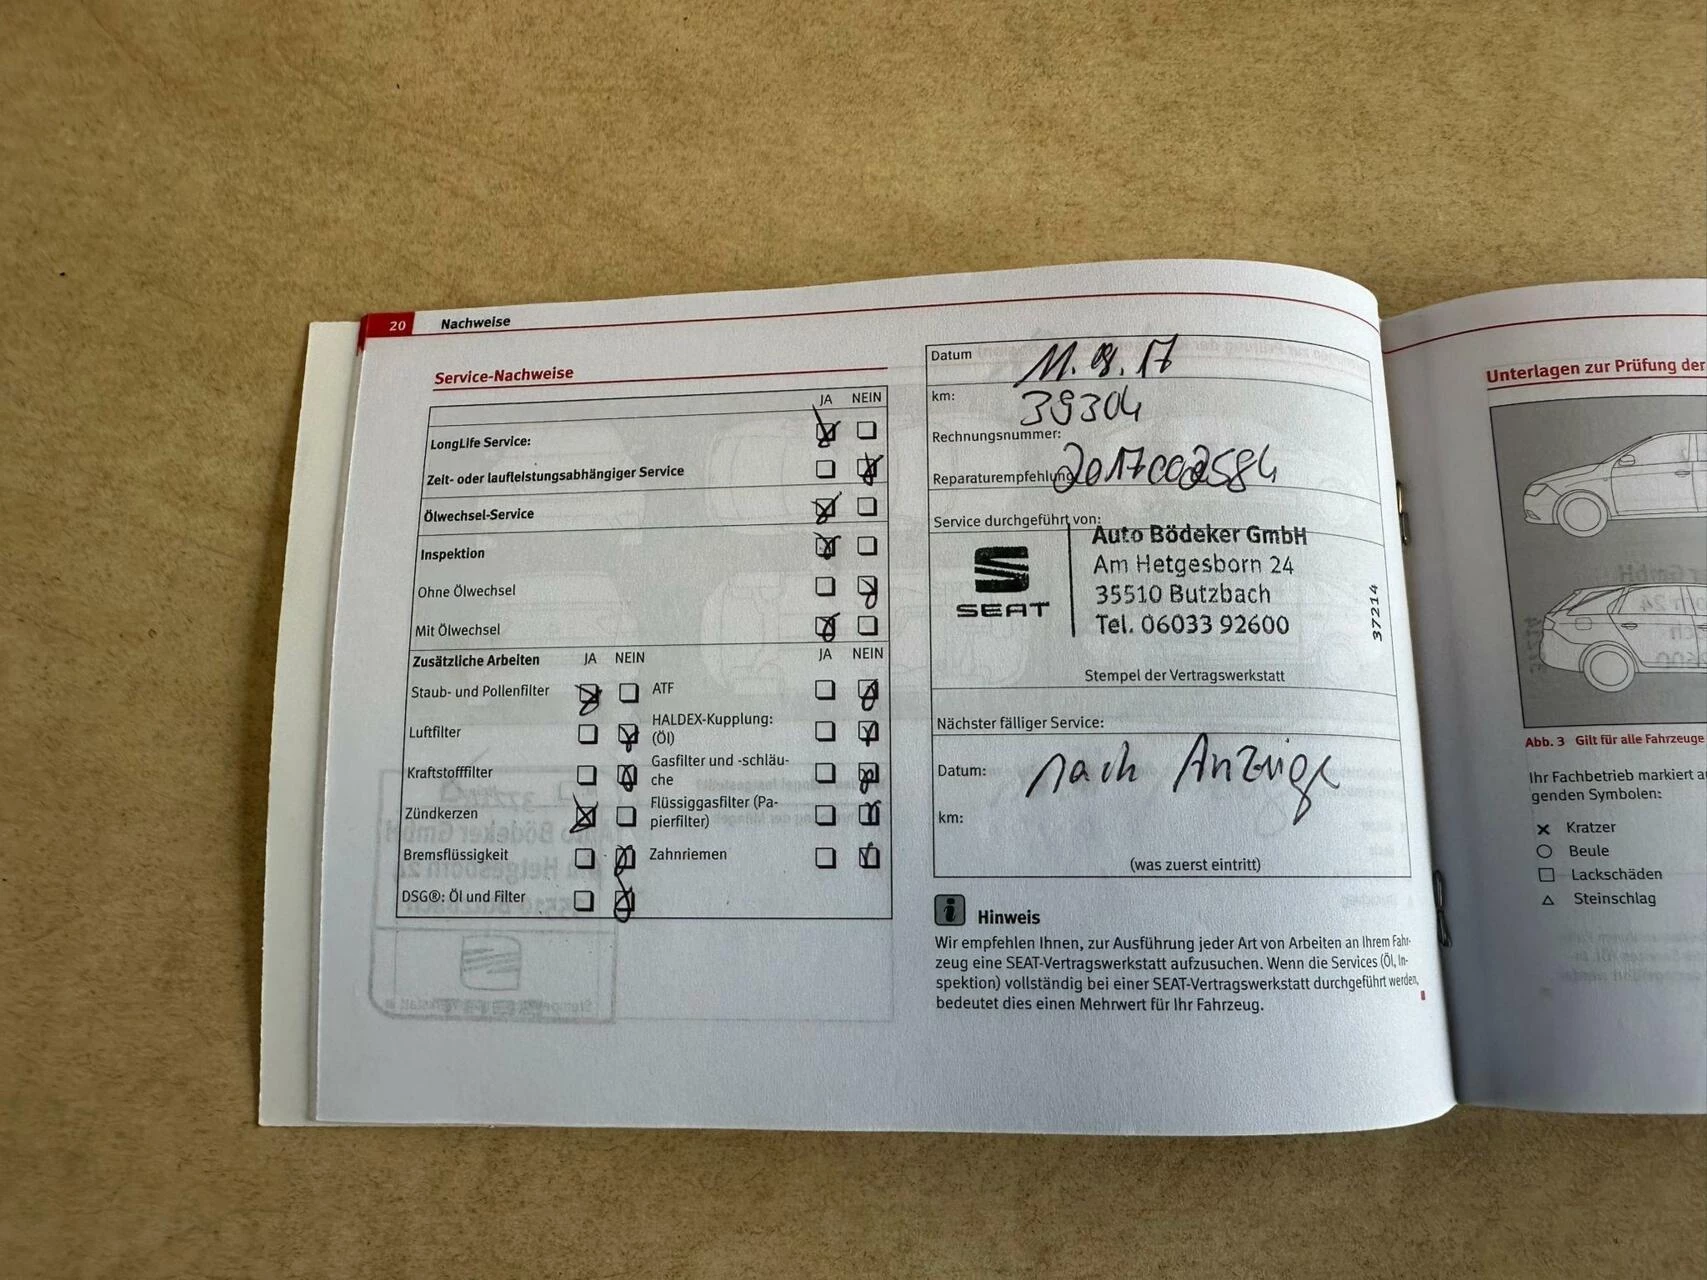 20 Nachweise
Service-Nachweise
JA NEIN
LongLife Service:
Zeit- oder laufleistungsabhängiger Service
Ölwechsel-Service
Inspektion
Ohne Ölwechsel
Mit Ölwechsel
Zusätzliche Arbeiten JA NEIN JA NEIN
Staub- und Pollenfilter ATF
Luftfilter HALDEX-Kupplung:
(Öl)
Kraftstofffilter Gasfilter und -schläu-
che
Zündkerzen Flüssiggasfilter (Pa-
pierfilter)
Bremsflüssigkeit Zahnriemen
DSG®: Öl und Filter
Datum 11.8.17
km: 39304
Rechnungsnummer:
Reparaturempfehlung 2017002584
Service durchgeführt von:
SEAT
Auto Bödeker GmbH
Am Hetgesborn 24
35510 Butzbach
Tel. 06033 92600
37214
Stempel der Vertragswerkstatt
Nächster fälliger Service:
Datum: nach Anzeige
km:
(was zuerst eintritt)
i Hinweis
Wir empfehlen Ihnen, zur Ausführung jeder Art von Arbeiten an Ihrem Fahr-
zeug eine SEAT-Vertragswerkstatt aufzusuchen. Wenn die Services (Öl, In-
spektion) vollständig bei einer SEAT-Vertragswerkstatt durchgeführt werden,
bedeutet dies einen Mehrwert für Ihr Fahrzeug.
Unterlagen zur Prüfung der
Abb. 3 Gilt für alle Fahrzeuge
Ihr Fachbetrieb markiert
genden Symbolen:
Kratzer
Beule
Lackschäden
Steinschlag